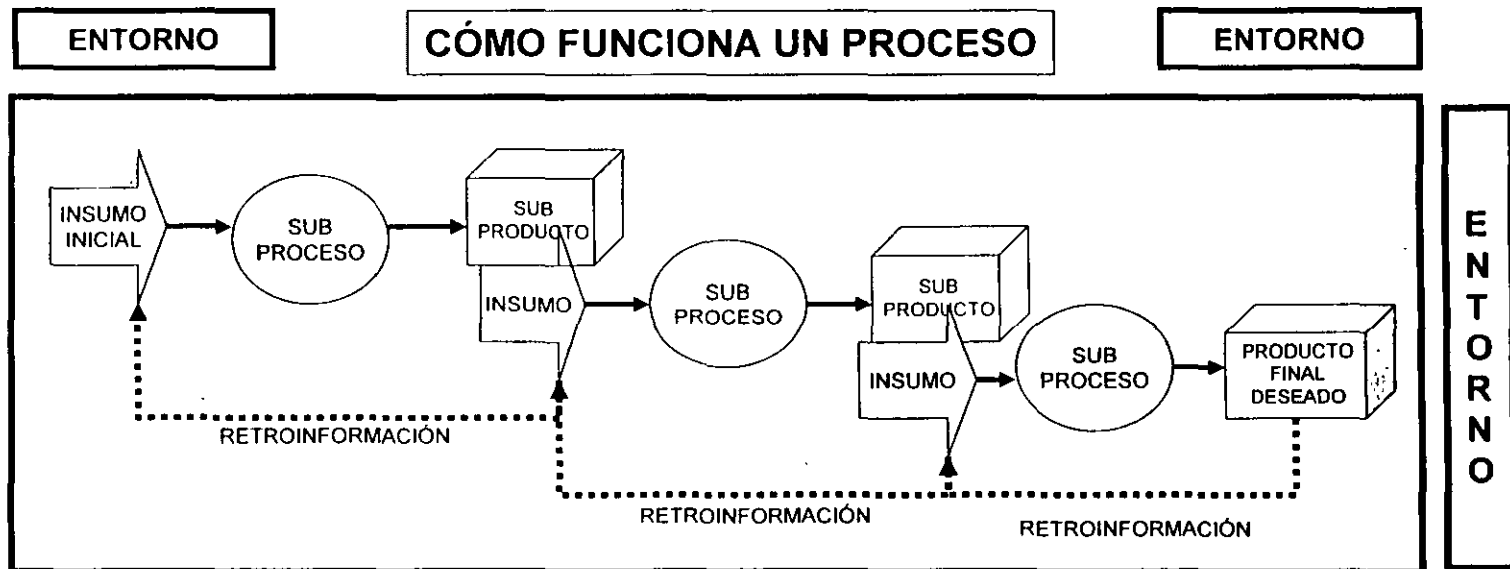 ENTORNO
CÓMO FUNCIONA UN PROCESO
ENTORNO
INSUMO
INICIAL
SUB
PROCESO
SUB
PRODUCTO
INSUMO
SUB
PROCESO
SUB
PRODUCTO
INSUMO
SUB
PROCESO
PRODUCTO
FINAL
DESEADO
RETROINFORMACIÓN
RETROINFORMACIÓN
RETROINFORMACIÓN
ENTORNO